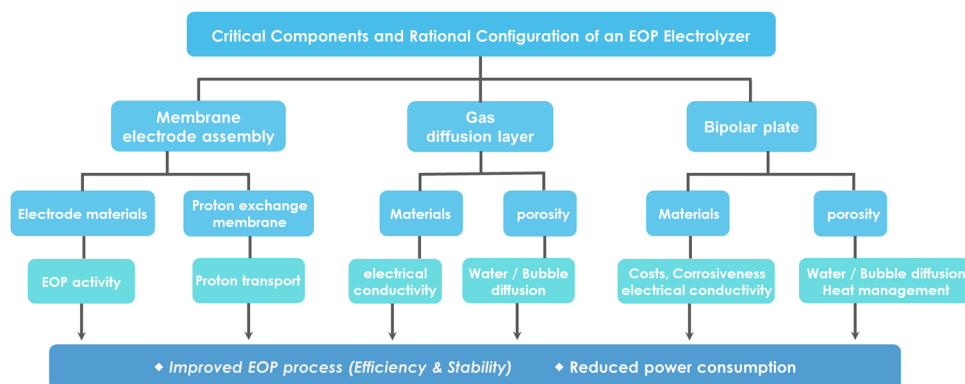 Critical Components and Rational Configuration of an EOP Electrolyzer
Membrane
electrode assembly
Gas
diffusion layer
Bipolar plate
Electrode materials
Proton exchange
membrane
Materials
porosity
Materials
porosity
EOP activity
Proton transport
electrical
conductivity
Water / Bubble
diffusion
Costs, Corrosiveness
electrical conductivity
Water / Bubble diffusion
Heat management
◆ Improved EOP process (Efficiency & Stability)
◆ Reduced power consumption